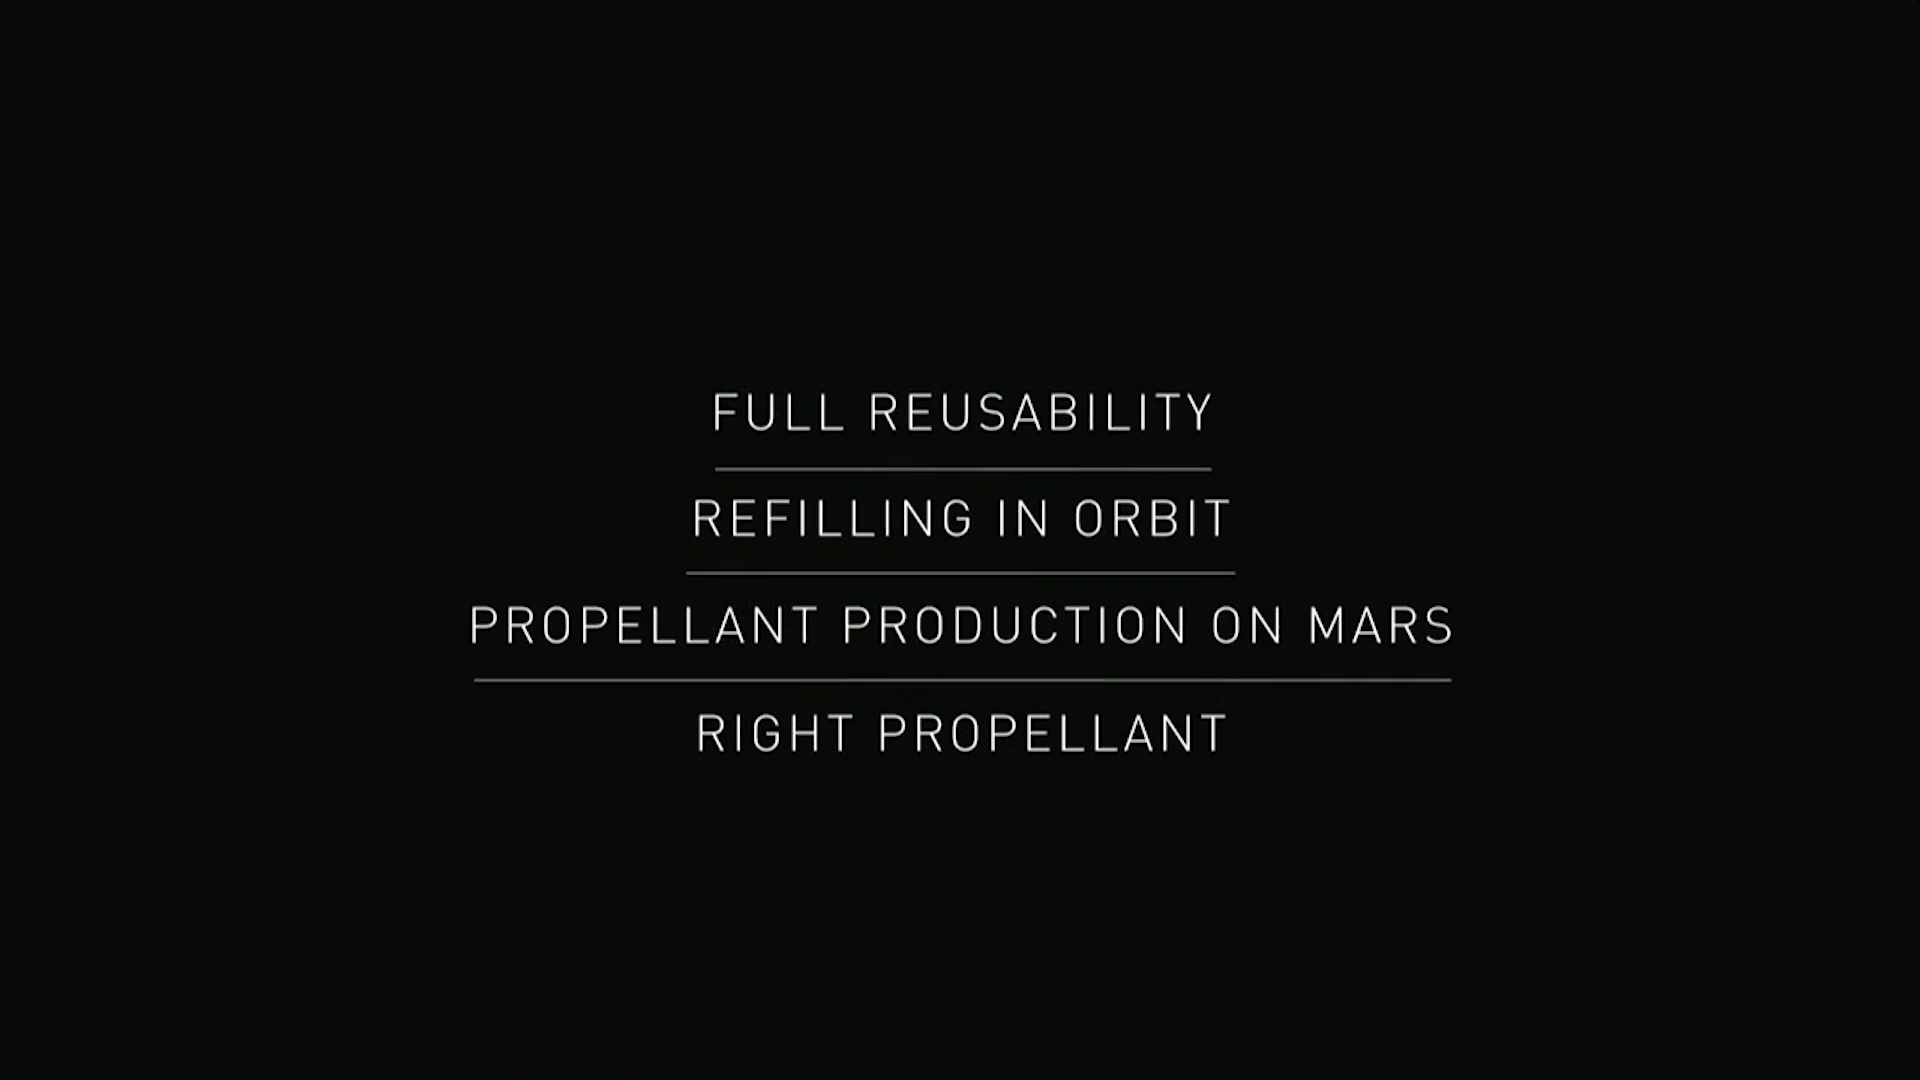 FULL REUSABILITY
REFILLING IN ORBIT
PROPELLANT PRODUCTION ON MARS
RIGHT PROPELLANT